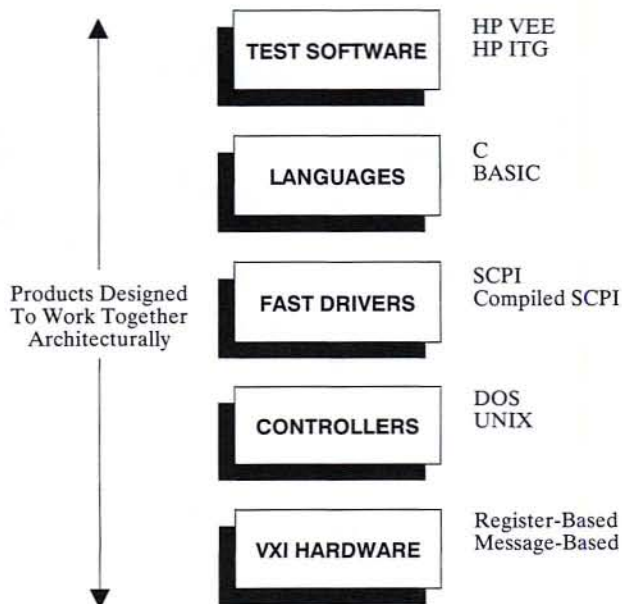 TEST SOFTWARE
HP VEE
HP ITG
LANGUAGES
C
BASIC
Products Designed
To Work Together
Architecturally
FAST DRIVERS
SCPI
Compiled SCPI
CONTROLLERS
DOS
UNIX
VXI HARDWARE
Register-Based
Message-Based